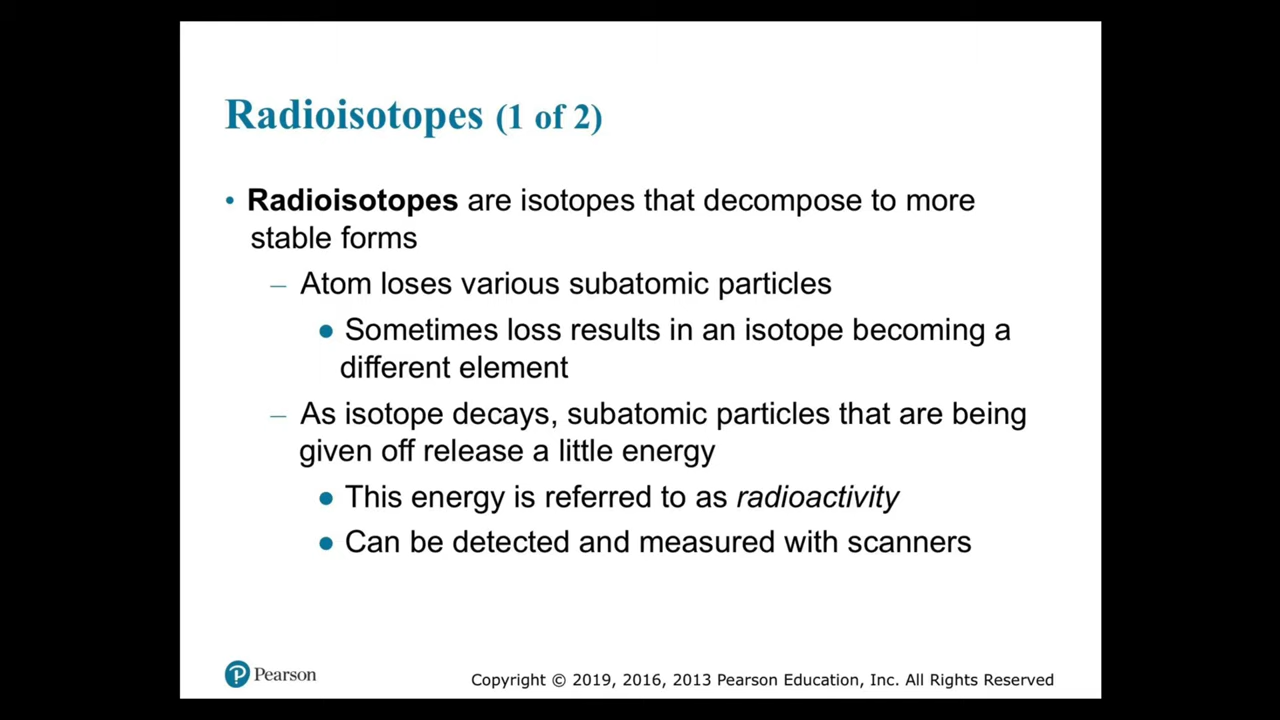 Radioisotopes (1 of 2)
• Radioisotopes are isotopes that decompose to more
stable forms
– Atom loses various subatomic particles
● Sometimes loss results in an isotope becoming a
different element
– As isotope decays, subatomic particles that are being
given off release a little energy
● This energy is referred to as radioactivity
● Can be detected and measured with scanners
P Pearson
Copyright © 2019, 2016, 2013 Pearson Education, Inc. All Rights Reserved